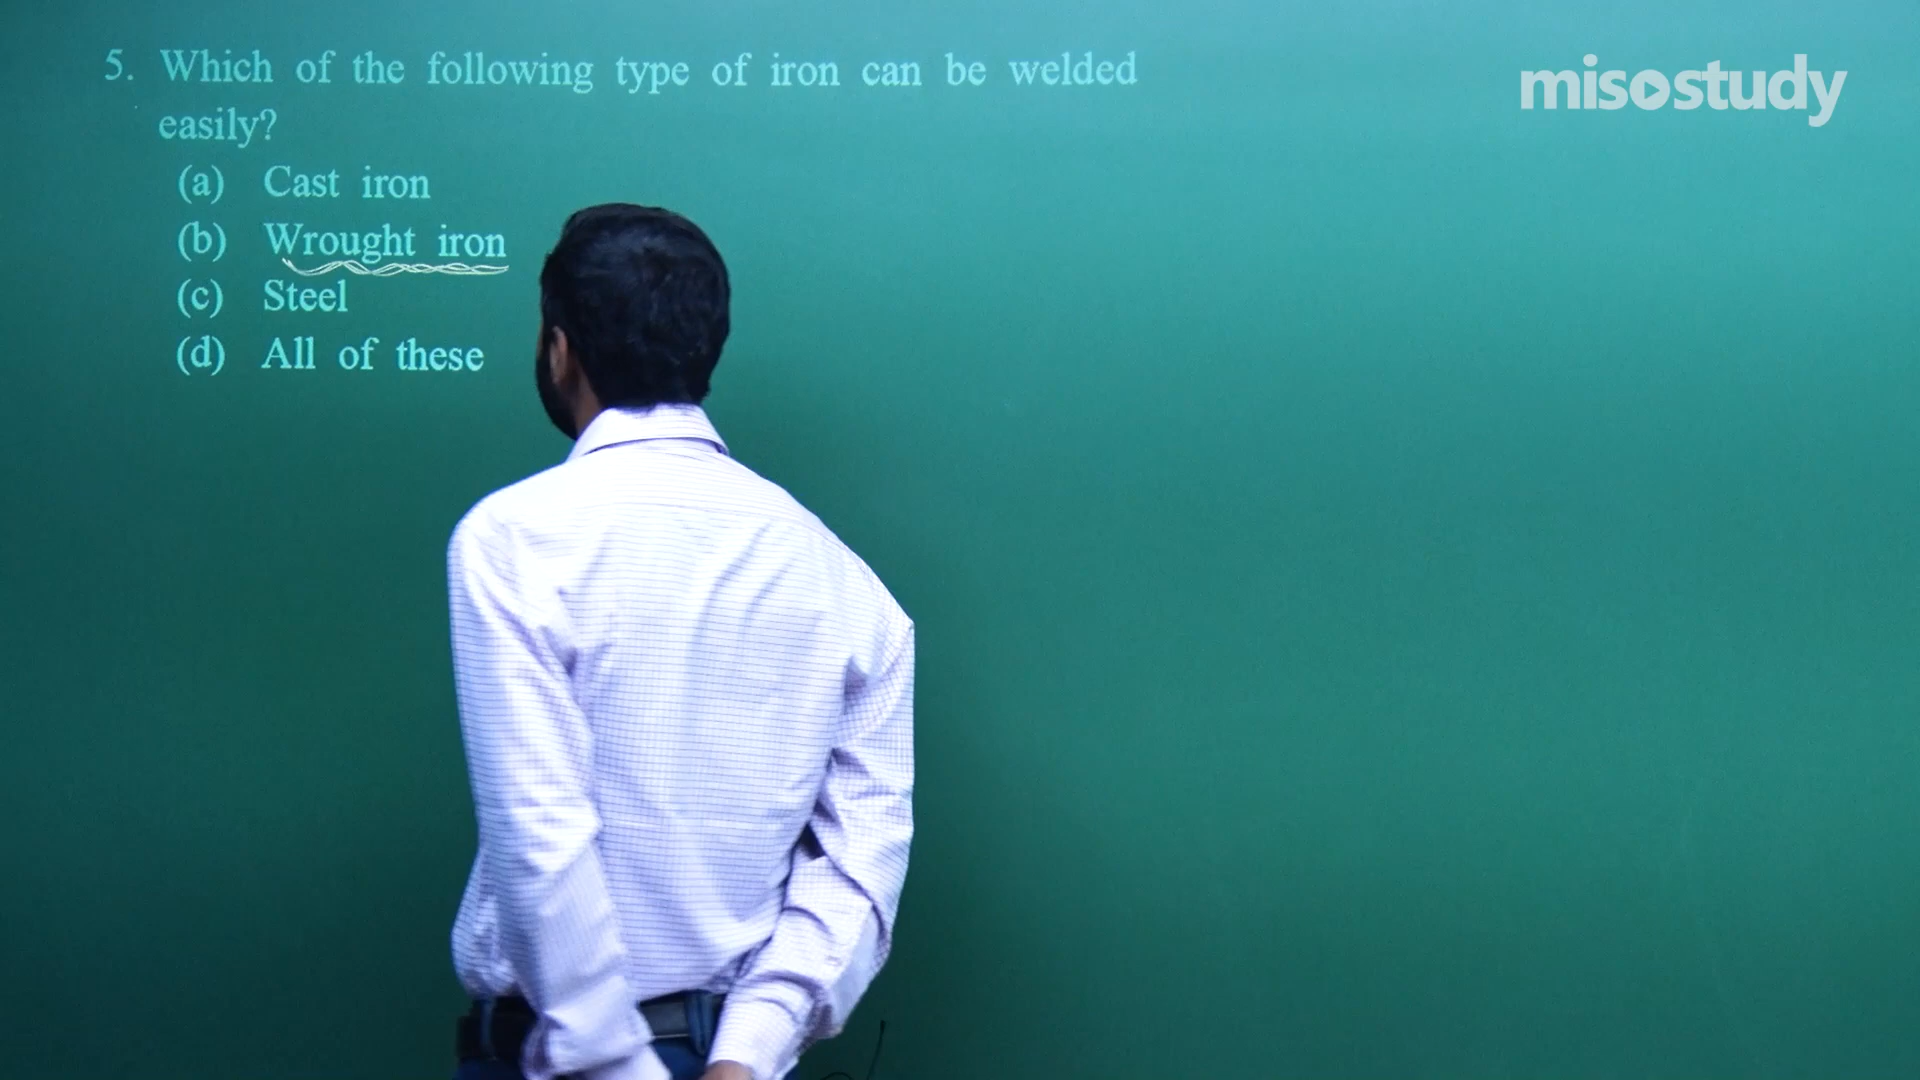 misostudy
5. Which of the following type of iron can be welded
easily?
(a) Cast iron
(b) Wrought iron
(c) Steel
(d) All of these